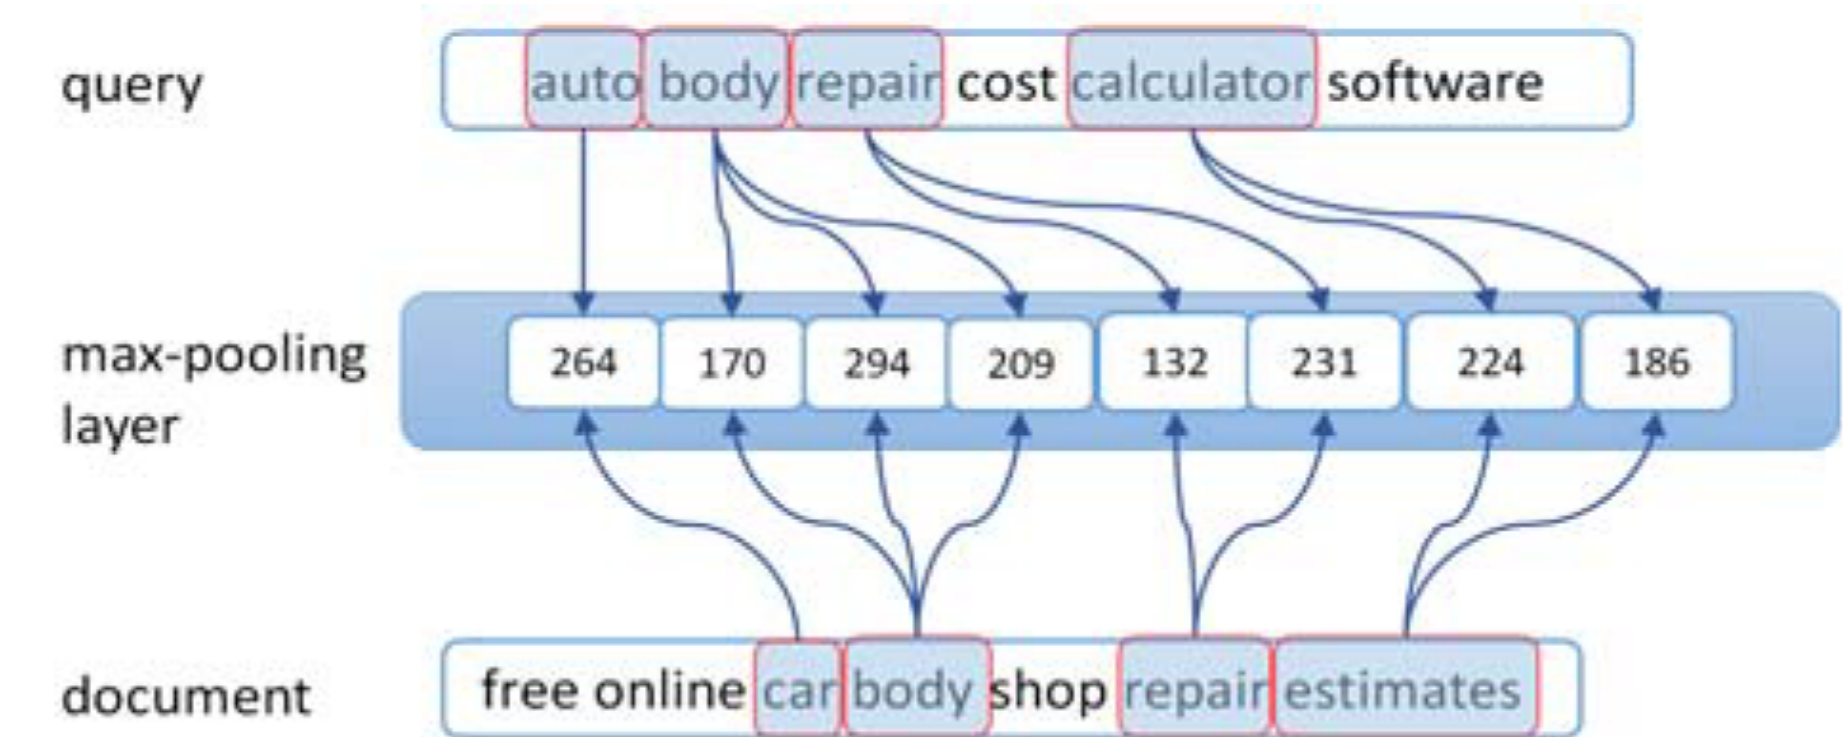 query
auto body repair cost calculator software
max-pooling
layer
264 170 294 209 132 231 224 186
document
free online car body shop repair estimates